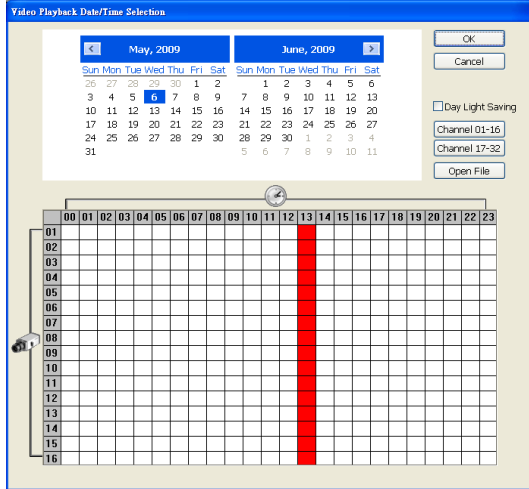 Video Playback Date/Time Selection
May, 2009
Sun Mon Tue Wed Thu Fri Sat
26 27 28 29 30 1 2
3 4 5 6 7 8 9
10 11 12 13 14 15 16
17 18 19 20 21 22 23
24 25 26 27 28 29 30
31
June, 2009
Sun Mon Tue Wed Thu Fri Sat
1 2 3 4 5 6
7 8 9 10 11 12 13
14 15 16 17 18 19 20
21 22 23 24 25 26 27
28 29 30 1 2 3 4
5 6 7 8 9 10 11
OK
Cancel
Day Light Saving
Channel 01-16
Channel 17-32
Open File
00 01 02 03 04 05 06 07 08 09 10 11 12 13 14 15 16 17 18 19 20 21 22 23
01
02
03
04
05
06
07
08
09
10
11
12
13
14
15
16